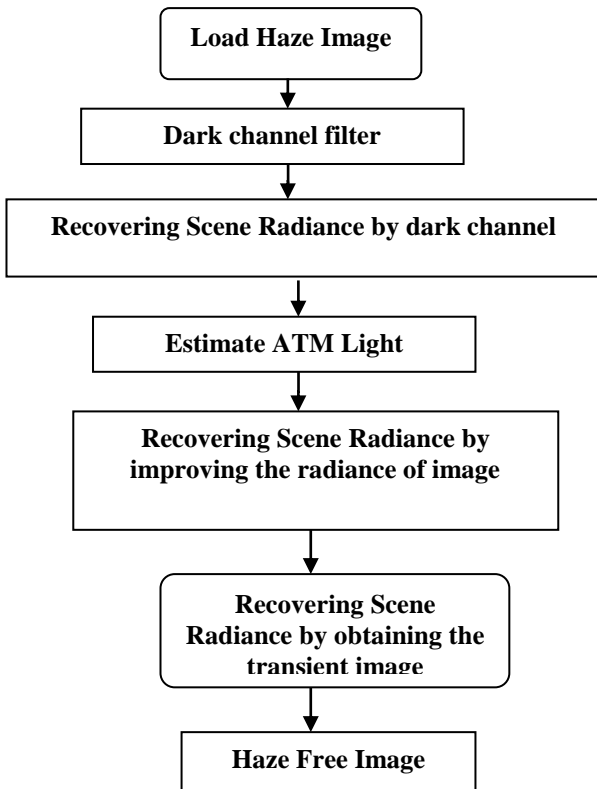 Load Haze Image
Dark channel filter
Recovering Scene Radiance by dark channel
Estimate ATM Light
Recovering Scene Radiance by
improving the radiance of image
Recovering Scene
Radiance by obtaining the
transient image
Haze Free Image